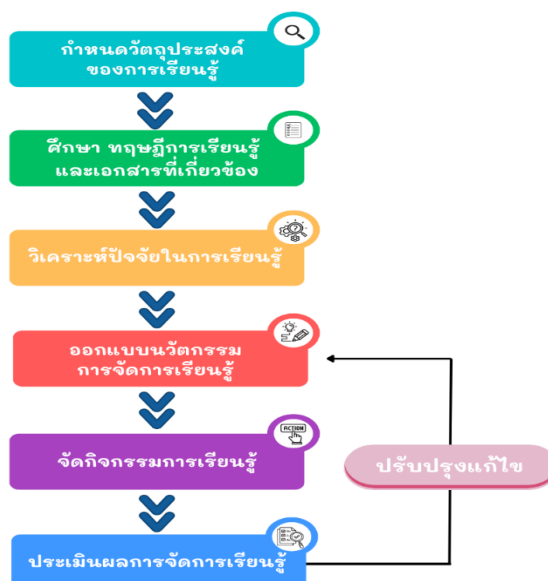 กำหนดวัตถุประสงค์
ของการเรียนรู้
ศึกษา ทฤษฎีการเรียนรู้
และเอกสารที่เกี่ยวข้อง
วิเคราะห์ปัจจัยในการเรียนรู้
ออกแบบนวัตกรรม
การจัดการเรียนรู้
ACTION
จัดกิจกรรมการเรียนรู้
ปรับปรุงแก้ไข
ประเมินผลการจัดการเรียนรู้